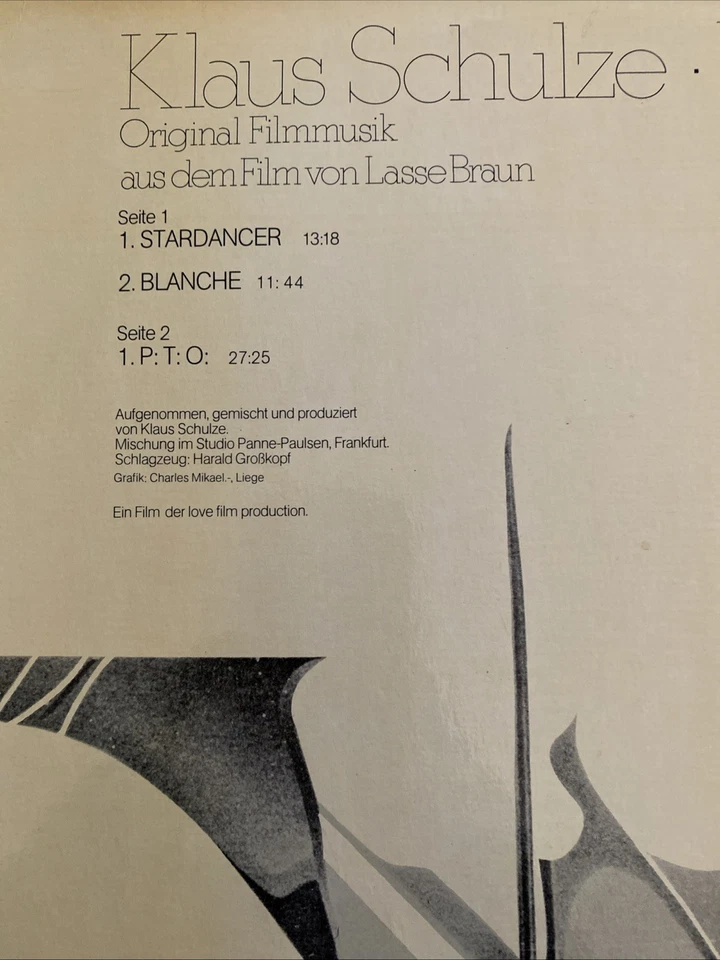 Klaus Schulze ·
Original Filmmusik
aus dem Film von Lasse Braun
Seite 1
1. STARDANCER 13:18
2. BLANCHE 11:44
Seite 2
1. P: T: O: 27:25
Aufgenommen, gemischt und produziert
von Klaus Schulze.
Mischung im Studio Panne-Paulsen, Frankfurt.
Schlagzeug: Harald Großkopf
Grafik: Charles Mikael.-, Liege
Ein Film der love film production.